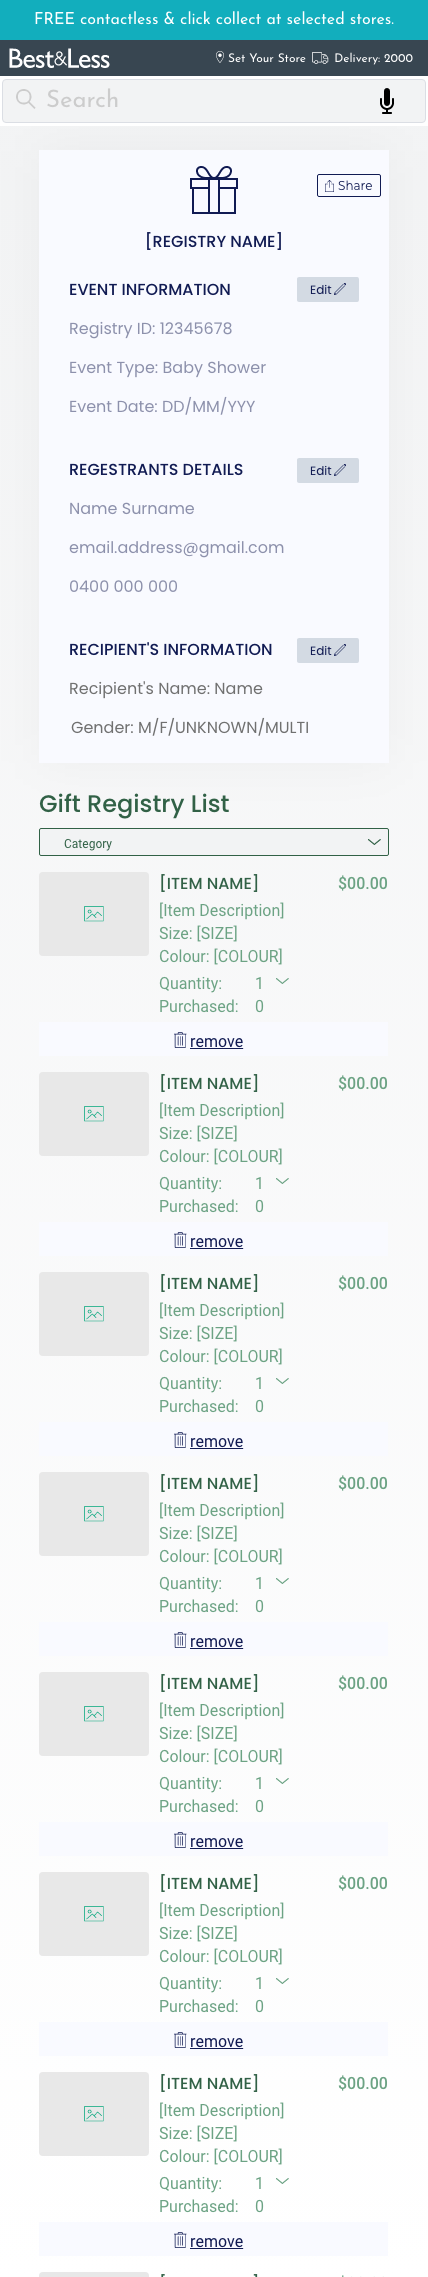 FREE contactless & click collect at selected stores.
Best&Less
Set Your Store
Delivery: 2000
Search
Share
[REGISTRY NAME]
EVENT INFORMATION
Edit
Registry ID: 12345678
Event Type: Baby Shower
Event Date: DD/MM/YYY
REGESTRANTS DETAILS
Edit
Name Surname
email.address@gmail.com
0400 000 000
RECIPIENT'S INFORMATION
Edit
Recipient's Name: Name
Gender: M/F/UNKNOWN/MULTI
Gift Registry List
Category
[ITEM NAME] $00.00
[Item Description]
Size: [SIZE]
Colour: [COLOUR]
Quantity: 1
Purchased: 0
remove
[ITEM NAME] $00.00
[Item Description]
Size: [SIZE]
Colour: [COLOUR]
Quantity: 1
Purchased: 0
remove
[ITEM NAME] $00.00
[Item Description]
Size: [SIZE]
Colour: [COLOUR]
Quantity: 1
Purchased: 0
remove
[ITEM NAME] $00.00
[Item Description]
Size: [SIZE]
Colour: [COLOUR]
Quantity: 1
Purchased: 0
remove
[ITEM NAME] $00.00
[Item Description]
Size: [SIZE]
Colour: [COLOUR]
Quantity: 1
Purchased: 0
remove
[ITEM NAME] $00.00
[Item Description]
Size: [SIZE]
Colour: [COLOUR]
Quantity: 1
Purchased: 0
remove
[ITEM NAME] $00.00
[Item Description]
Size: [SIZE]
Colour: [COLOUR]
Quantity: 1
Purchased: 0
remove